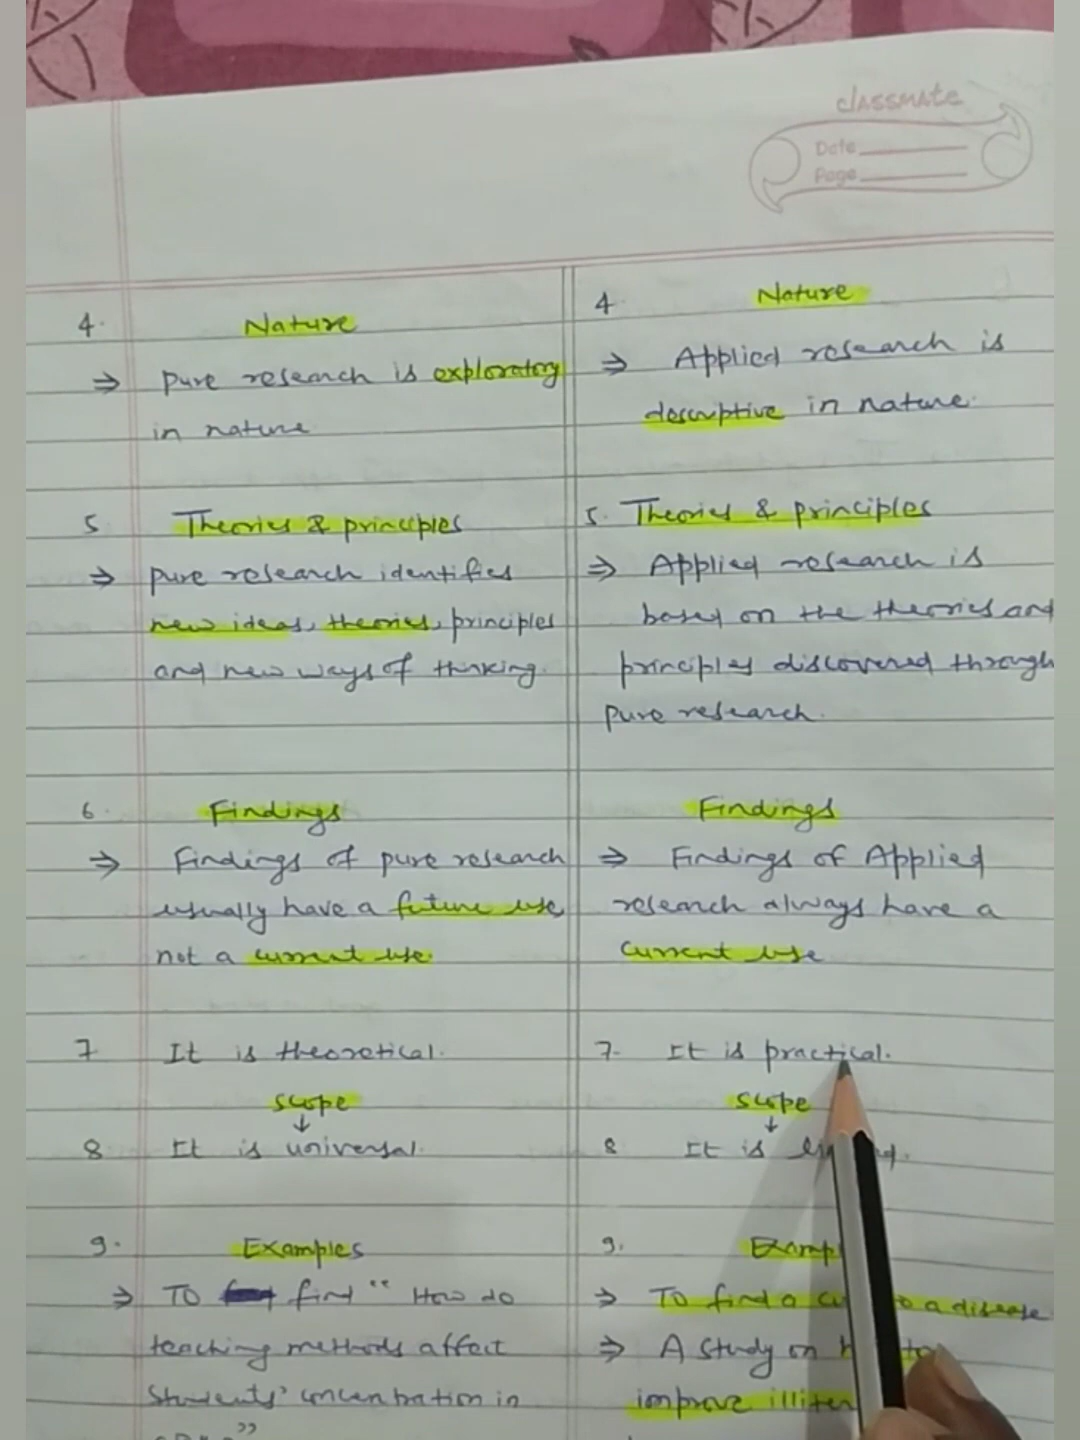 classmate
Date
Page
4. Nature
⇒ pure research is exploratory
in nature
5 Theories & principles
⇒ pure research identifies
new ideas, theories, principles
and new ways of thinking.
6. Findings
⇒ Findings of pure research
usually have a future use
not a current use.
7 It is theoretical.
scope
↓
8 It is universal.
9. Examples
⇒ To find " How do
teaching methods affect
Students' concentration in
"
4 Nature
⇒ Applied research is
descriptive in nature.
5. Theories & principles
⇒ Applied research is
based on the theories and
principles discovered through
pure research.
Findings
⇒ Findings of Applied
research always have a
current use
7. It is practical.
scope
↓
8 It is
9.
⇒ To find a a disease
⇒ A Study on
improve